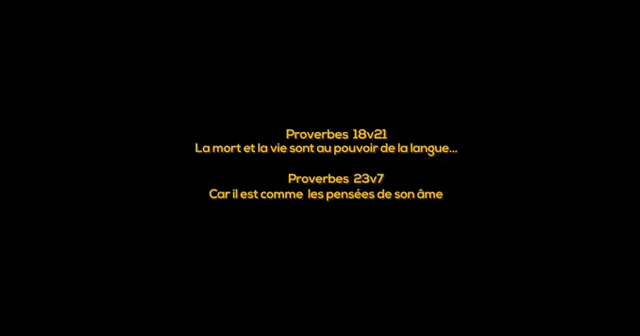 Proverbes 18v21
La mort et la vie sont au pouvoir de la langue...
Proverbes 23v7
Car il est comme les pensées de son âme